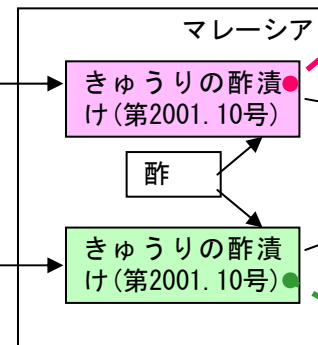 マレーシア
きゅうりの酢漬
け(第2001.10号)
酢
きゅうりの酢漬
け(第2001.10号)